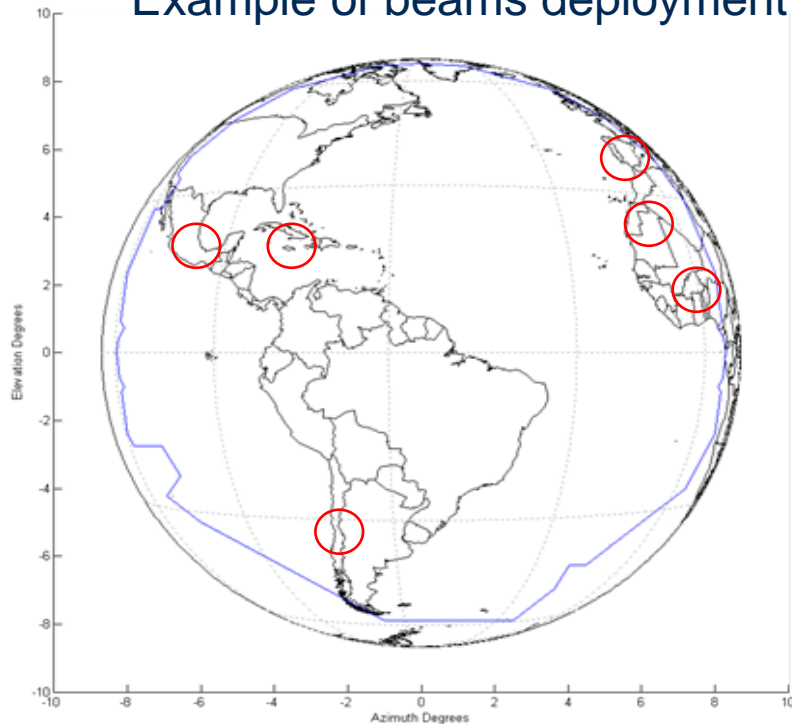 Example of beams deployment
10
8
6
4
2
0
-2
-4
-6
-8
-10
Elevation Degrees
-10 -8 -6 -4 -2 0 2 4 6 8 10
Azimuth Degrees